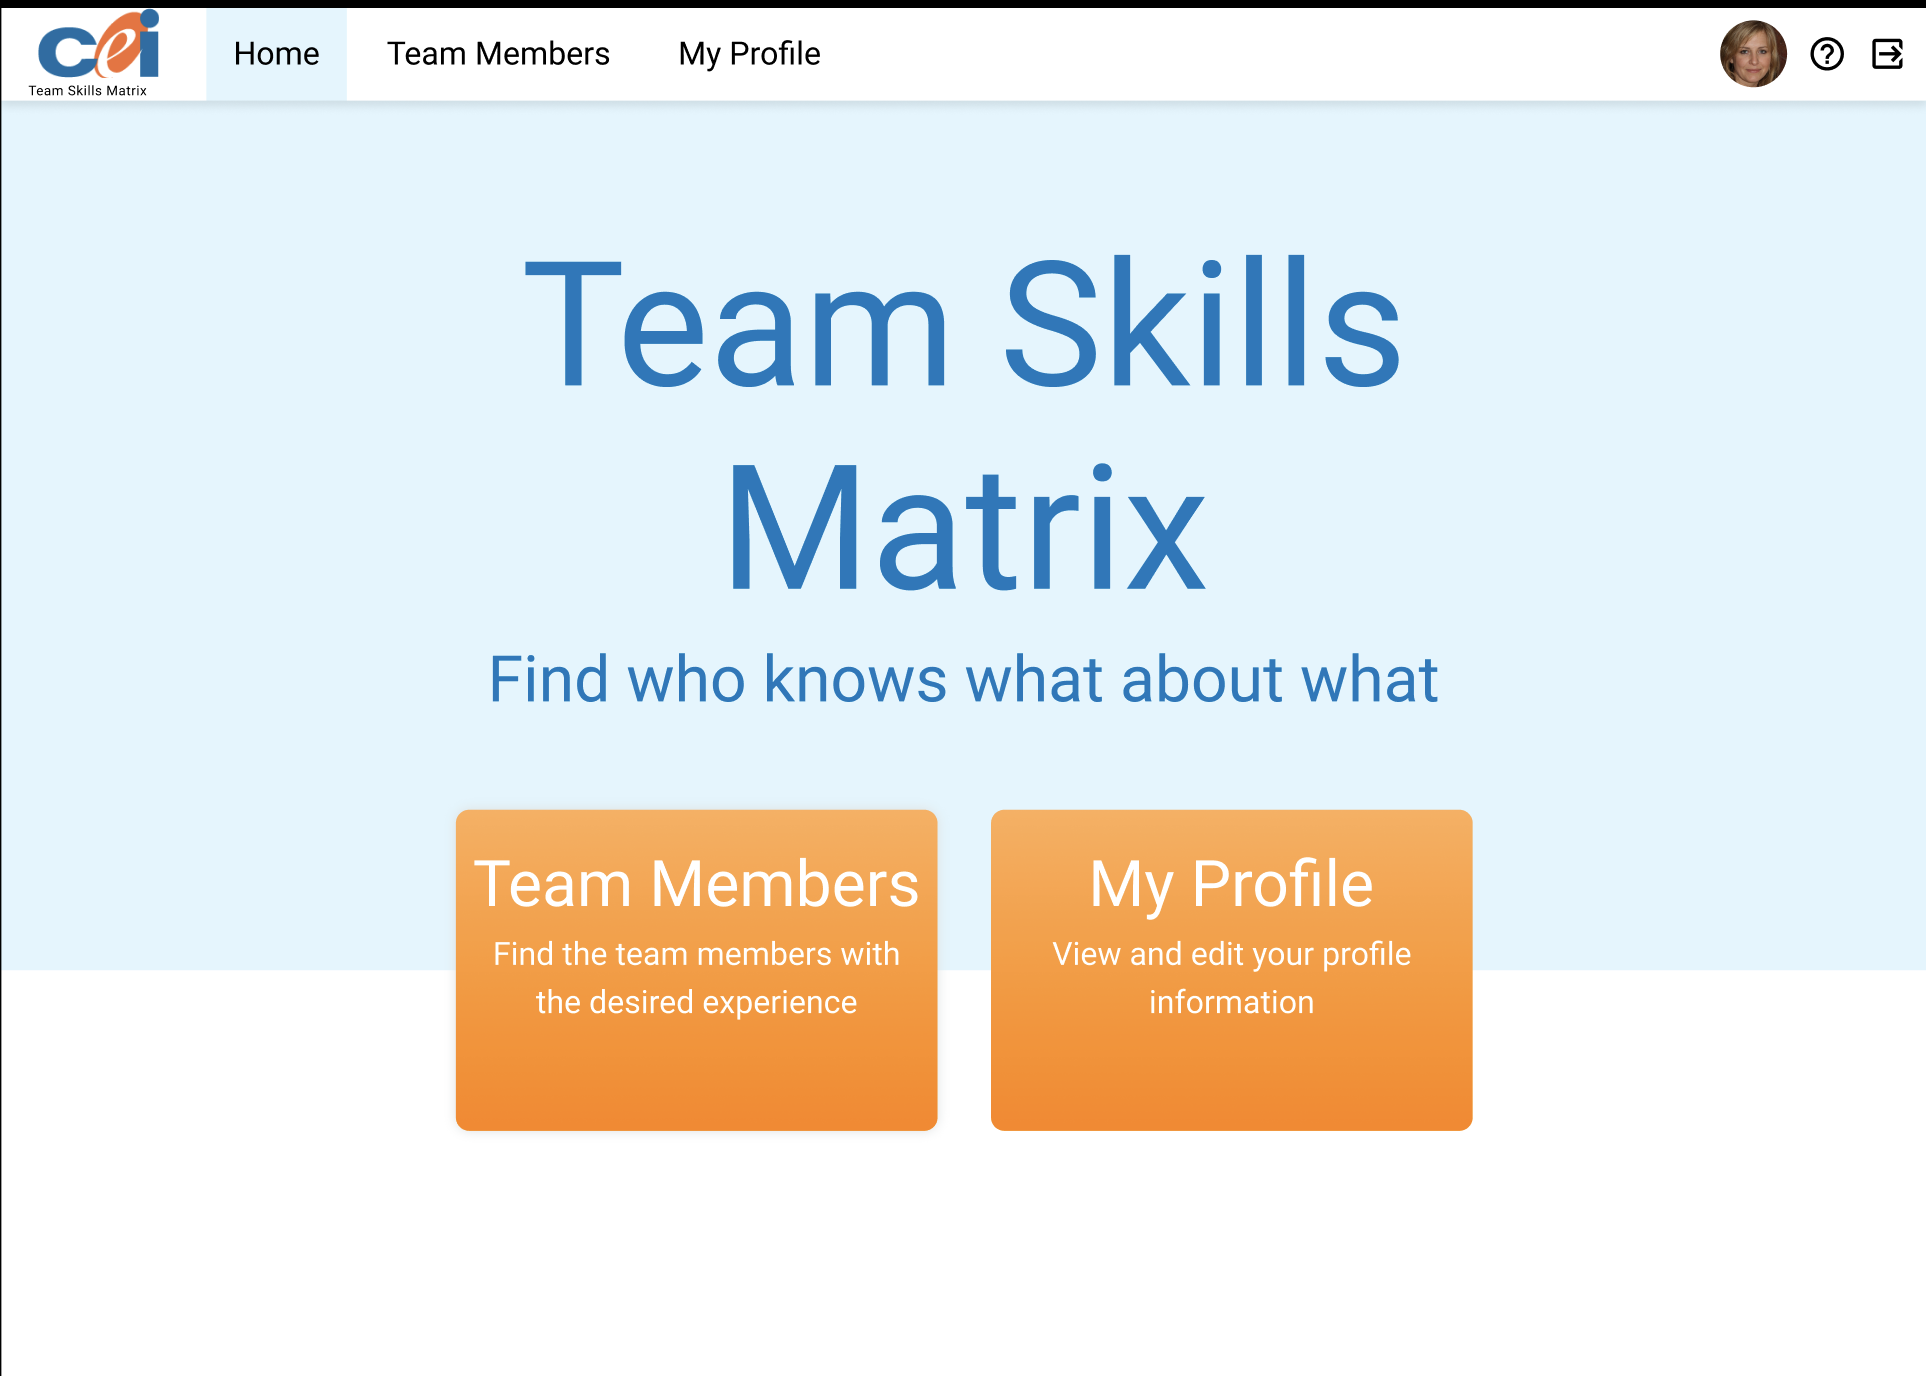 cei
Team Skills Matrix
Home
Team Members
My Profile
Team Skills
Matrix
Find who knows what about what
Team Members
Find the team members with
the desired experience
My Profile
View and edit your profile
information